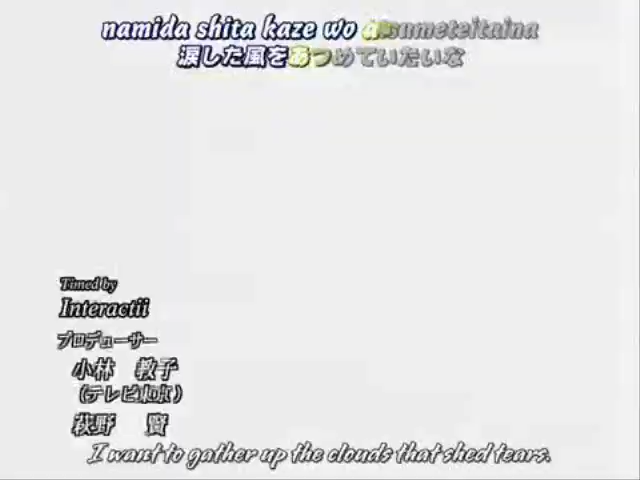 namida shita kaze wo atsumeteitaina
涙した風をあつめていたいな
Timed by
Interactii
プロデューサー
小林 教子
(テレビ東京)
萩野 賢
I want to gather up the clouds that shed tears.